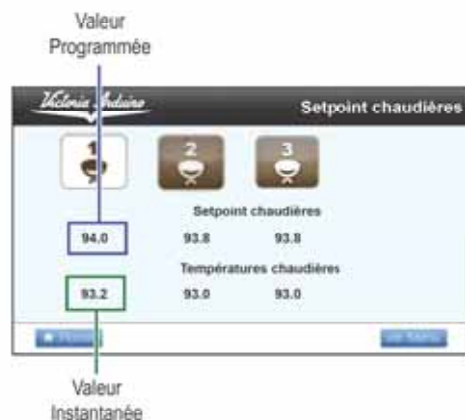 Valeur
Programmée
Victoria Arduino
Setpoint chaudières
1 2 3
Setpoint chaudières
94.0 93.8 93.8
Températures chaudières
93.2 93.0 93.0
Menu
Valeur
Instantanée